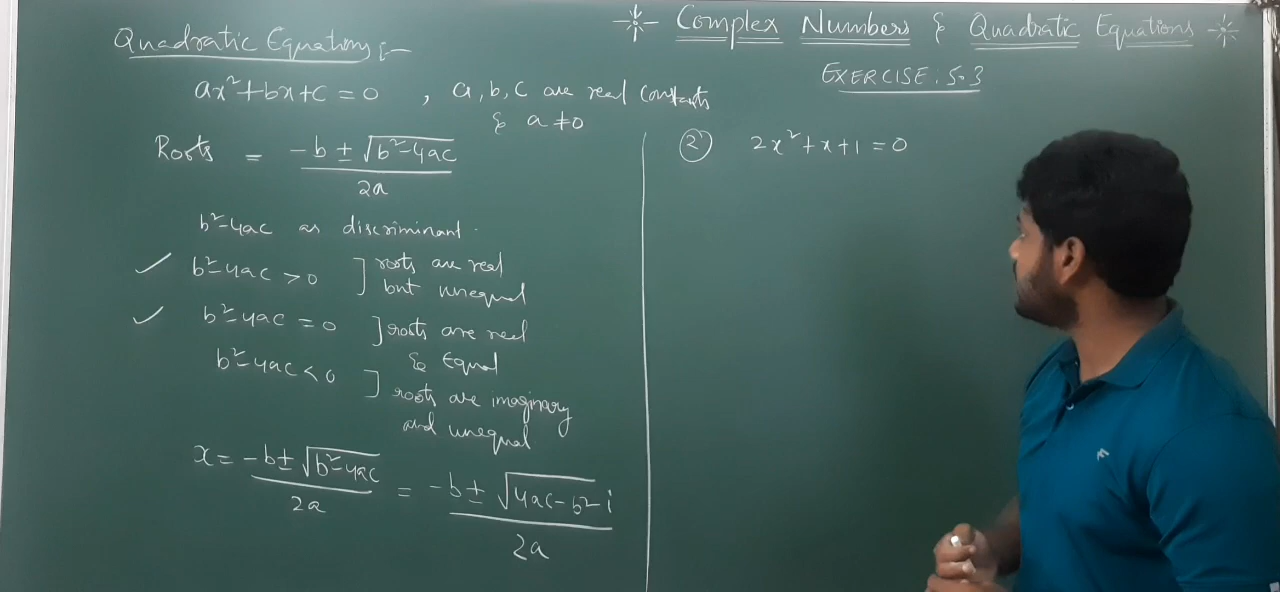 -※- Complex Numbers & Quadratic Equations -※-
EXERCISE. 5.3
Quadratic Equations :-
ax²+bx+c = 0 , a, b, c are real constants
& a ≠ 0
Roots = -b ± √b²-4ac / 2a
b²-4ac as discriminant.
✓ b²-4ac > 0 ] roots are real
but unequal
✓ b²-4ac = 0 ] roots are real
& Equal
b²-4ac < 0 ] roots are imaginary
and unequal
x = -b ± √b²-4ac / 2a = -b ± √4ac-b² i / 2a
② 2x²+x+1 = 0